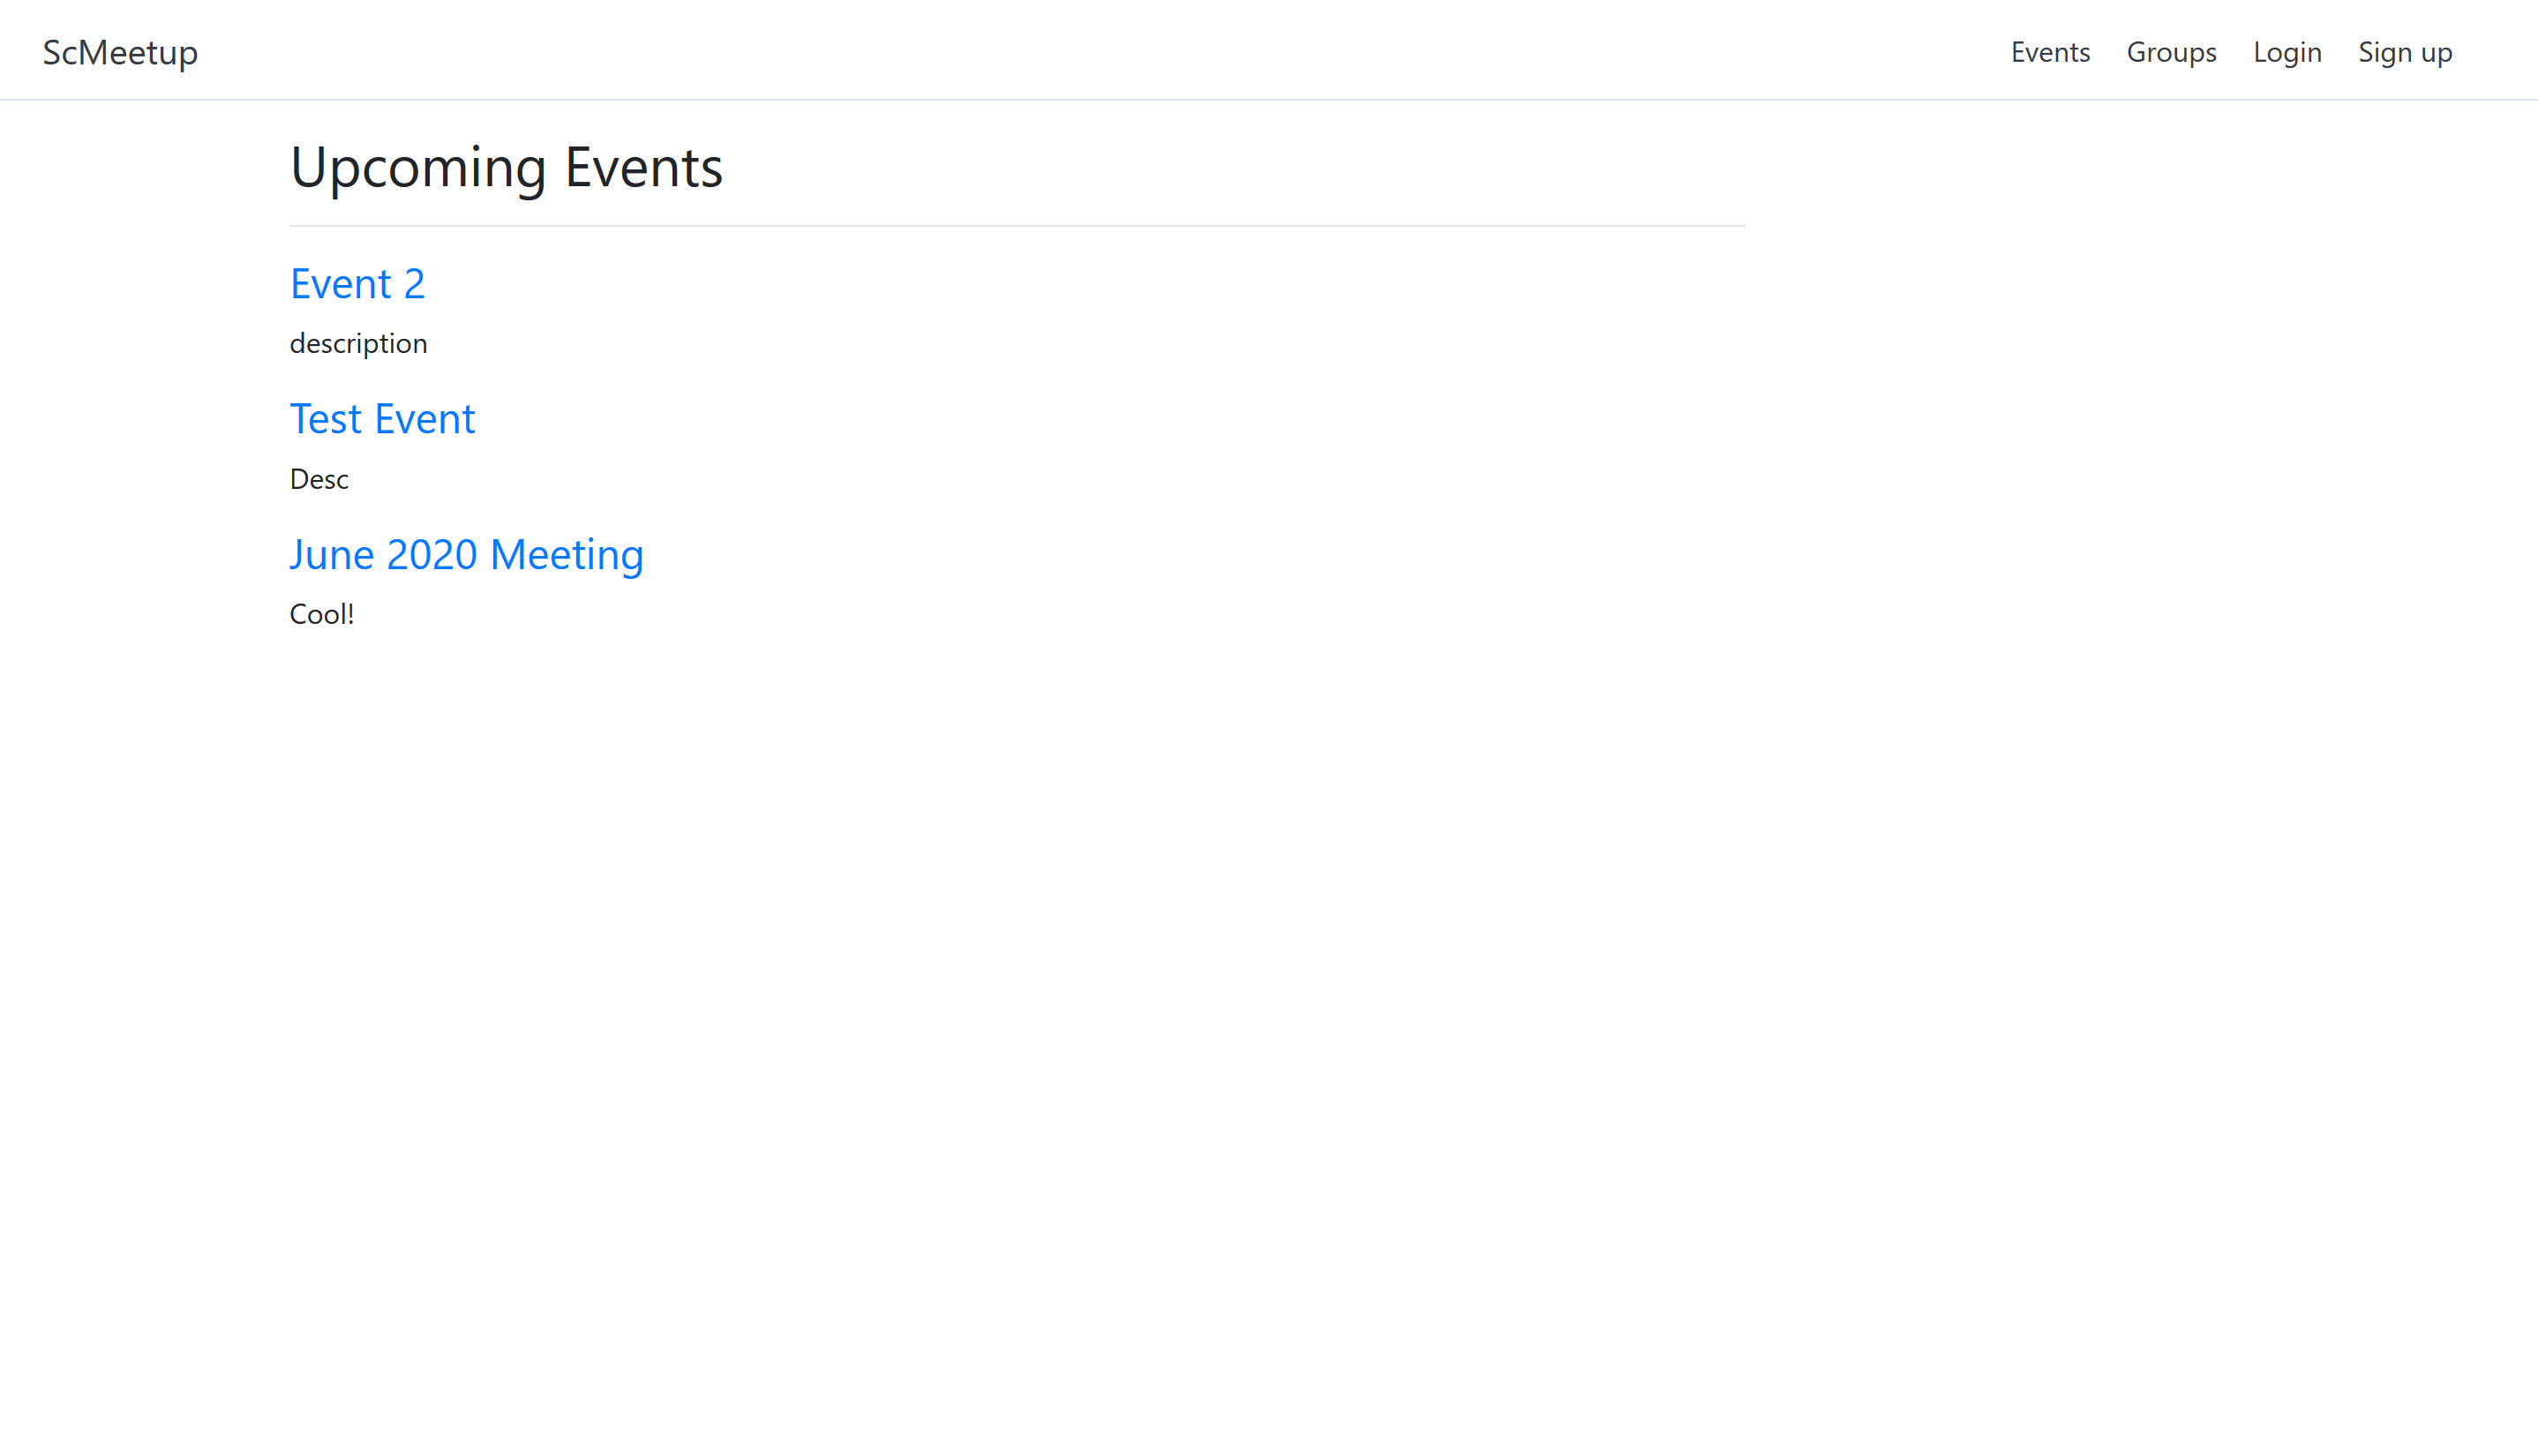 ScMeetup
Events Groups Login Sign up
Upcoming Events
Event 2
description
Test Event
Desc
June 2020 Meeting
Cool!